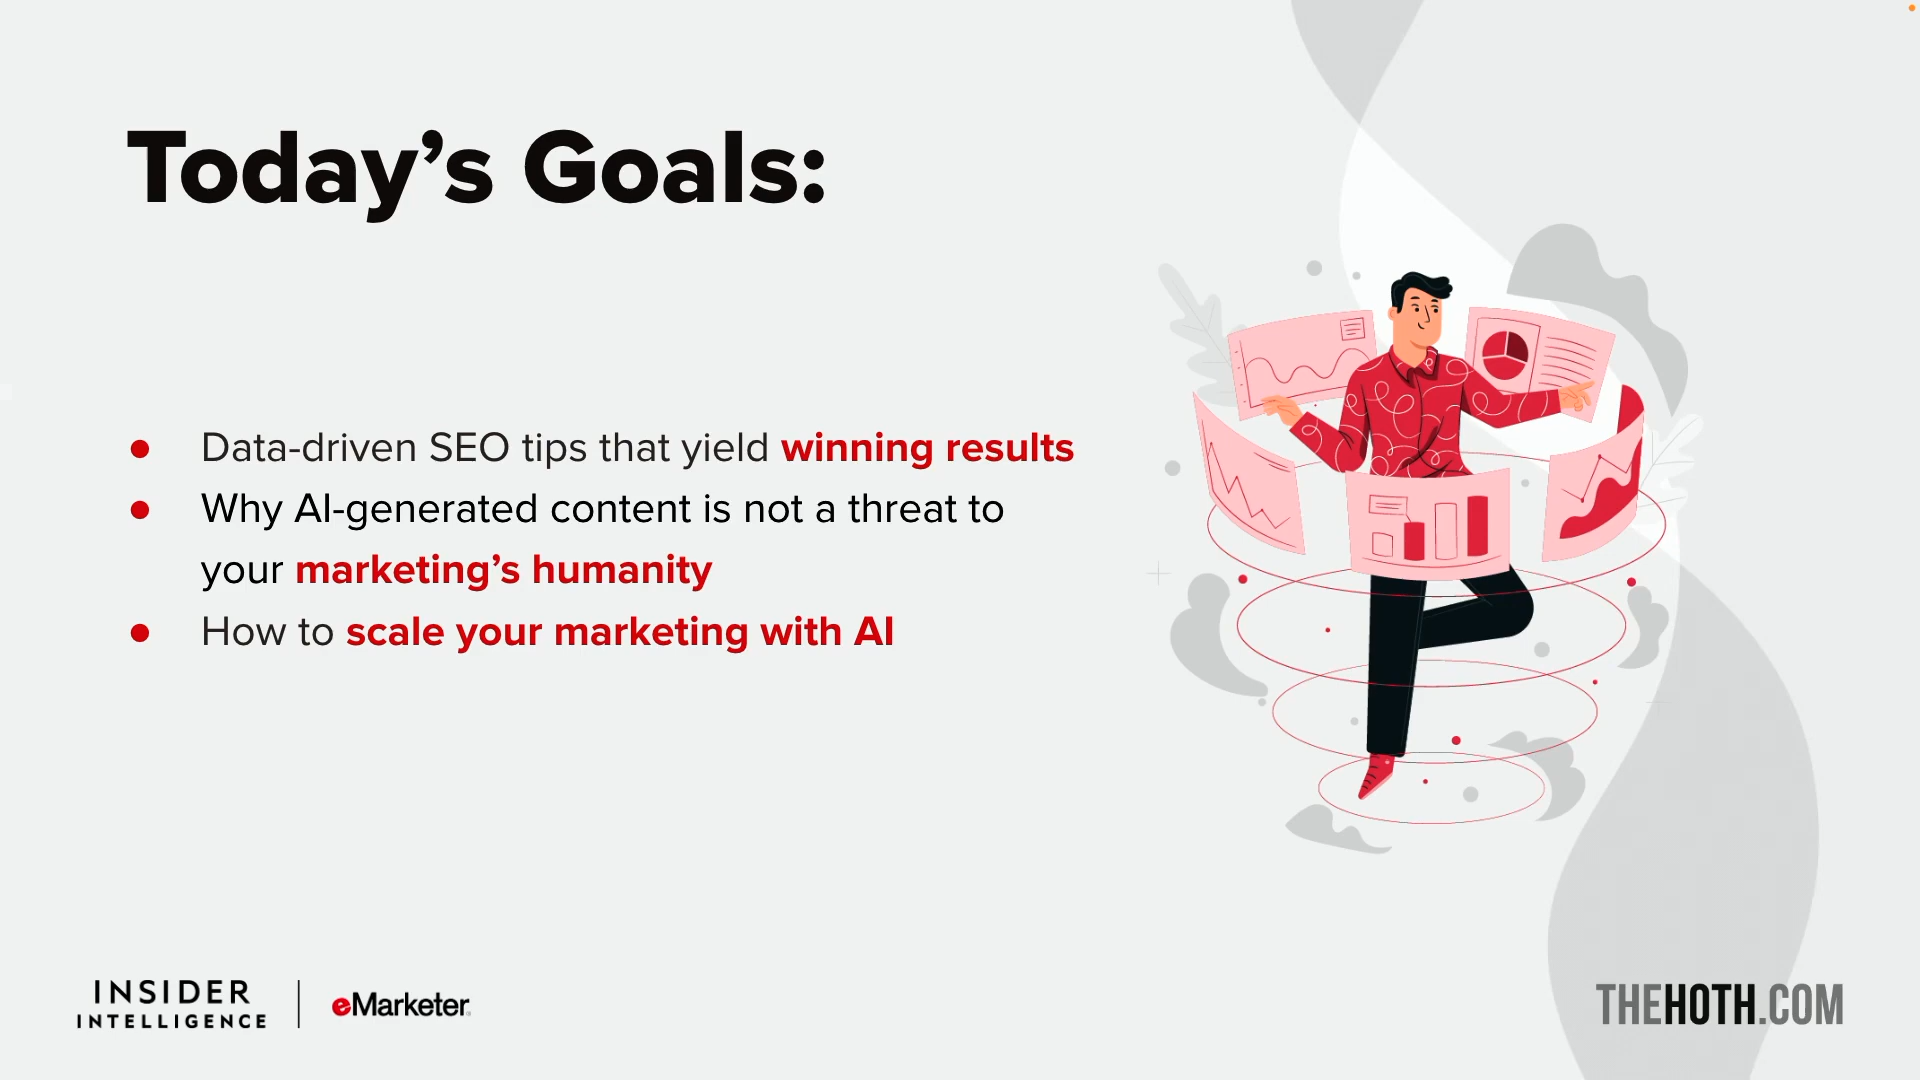 Today’s Goals:
● Data-driven SEO tips that yield winning results
● Why AI-generated content is not a threat to
your marketing’s humanity
● How to scale your marketing with AI
INSIDER
INTELLIGENCE
eMarketer
THEHOTH.COM